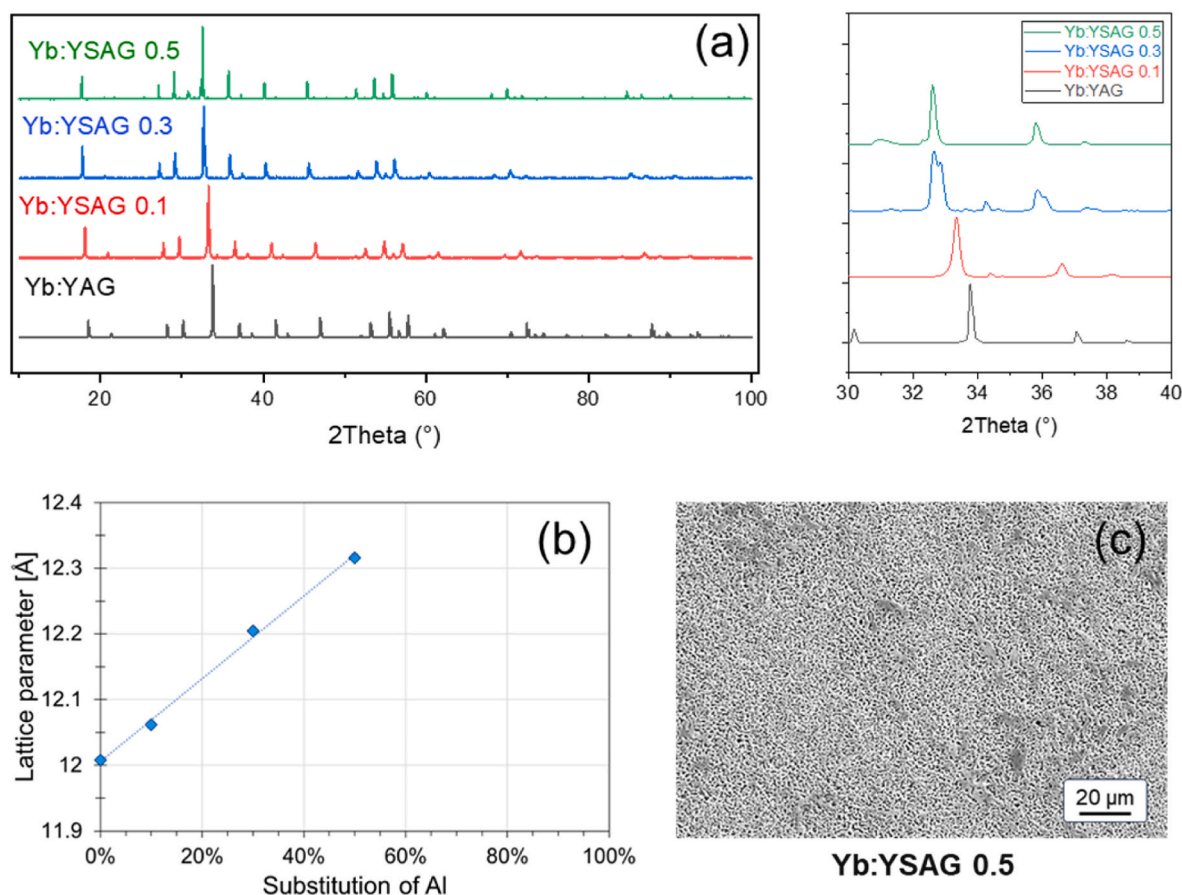 (a)
Yb:YSAG 0.5
Yb:YSAG 0.3
Yb:YSAG 0.1
Yb:YAG
20 40 60 80 100
2Theta (°)
Yb:YSAG 0.5
Yb:YSAG 0.3
Yb:YSAG 0.1
Yb:YAG
30 32 34 36 38 40
2Theta (°)
(b)
Lattice parameter [Å]
12.4
12.3
12.2
12.1
12
11.9
0% 20% 40% 60% 80% 100%
Substitution of Al
(c)
20 µm
Yb:YSAG 0.5